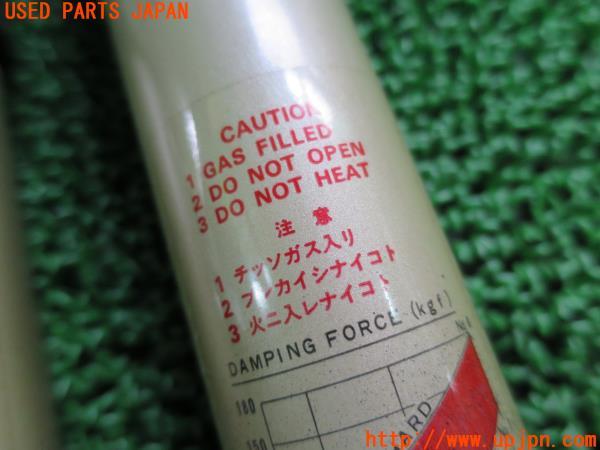 USED PARTS JAPAN
CAUTION
1 GAS FILLED
2 DO NOT OPEN
3 DO NOT HEAT
注意
1 チッソガス入リ
2 ブンカイシナイコト
3 火ニ入レナイコト
DAMPING FORCE (kgf)
180
150
http://www.upjpn.com